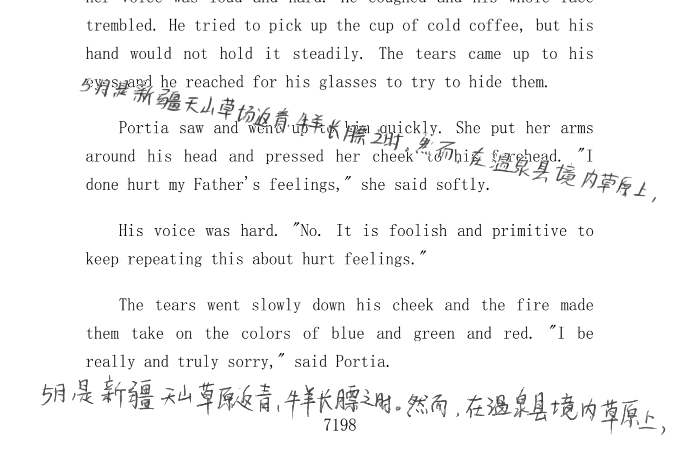 her voice was loud and hard. He coughed and his whole face
trembled. He tried to pick up the cup of cold coffee, but his
hand would not hold it steadily. The tears came up to his
eyes and he reached for his glasses to try to hide them.
5月是新疆天山草场返青、牛羊长膘之时。然而,在温泉县境内草原上,
Portia saw and went up to him quickly. She put her arms
around his head and pressed her cheek to his forehead. "I
done hurt my Father's feelings," she said softly.
His voice was hard. "No. It is foolish and primitive to
keep repeating this about hurt feelings."
The tears went slowly down his cheek and the fire made
them take on the colors of blue and green and red. "I be
really and truly sorry," said Portia.
5月是新疆天山草原返青、牛羊长膘之时。然而,在温泉县境内草原上,
7198